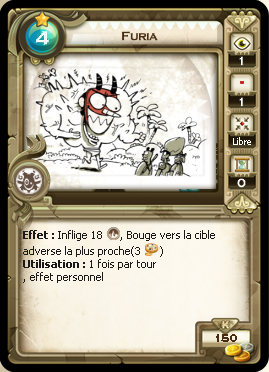 4
FURIA
1
1
Libre
0
Effet : Inflige 18 , Bouge vers la cible
adverse la plus proche(3 )
Utilisation : 1 fois par tour
, effet personnel
K
150